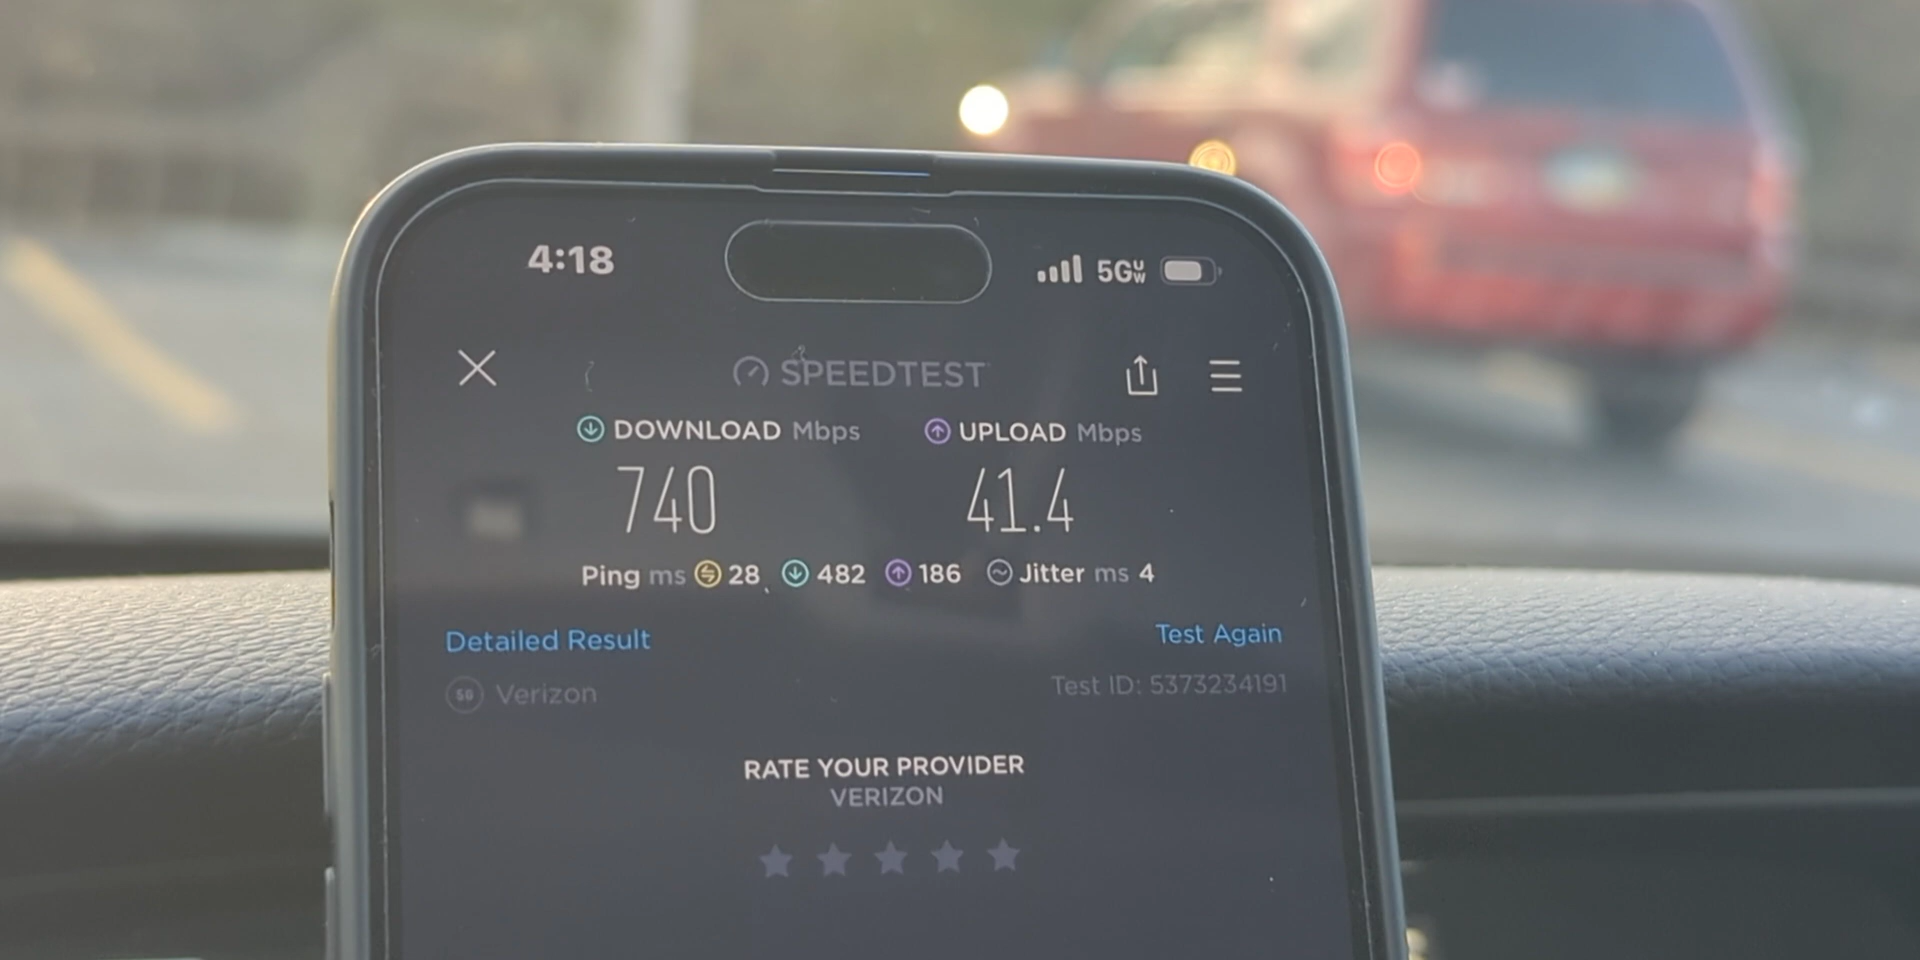 4:18 5GUW
SPEEDTEST
DOWNLOAD Mbps UPLOAD Mbps
740 41.4
Ping ms 28 482 186 Jitter ms 4
Detailed Result Test Again
5G Verizon Test ID: 5373234191
RATE YOUR PROVIDER
VERIZON